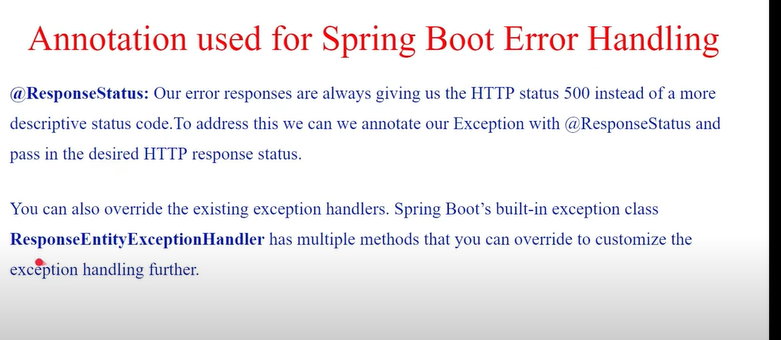 Annotation used for Spring Boot Error Handling
@ResponseStatus: Our error responses are always giving us the HTTP status 500 instead of a more
descriptive status code.To address this we can we annotate our Exception with @ResponseStatus and
pass in the desired HTTP response status.
You can also override the existing exception handlers. Spring Boot’s built-in exception class
ResponseEntityExceptionHandler has multiple methods that you can override to customize the
exception handling further.